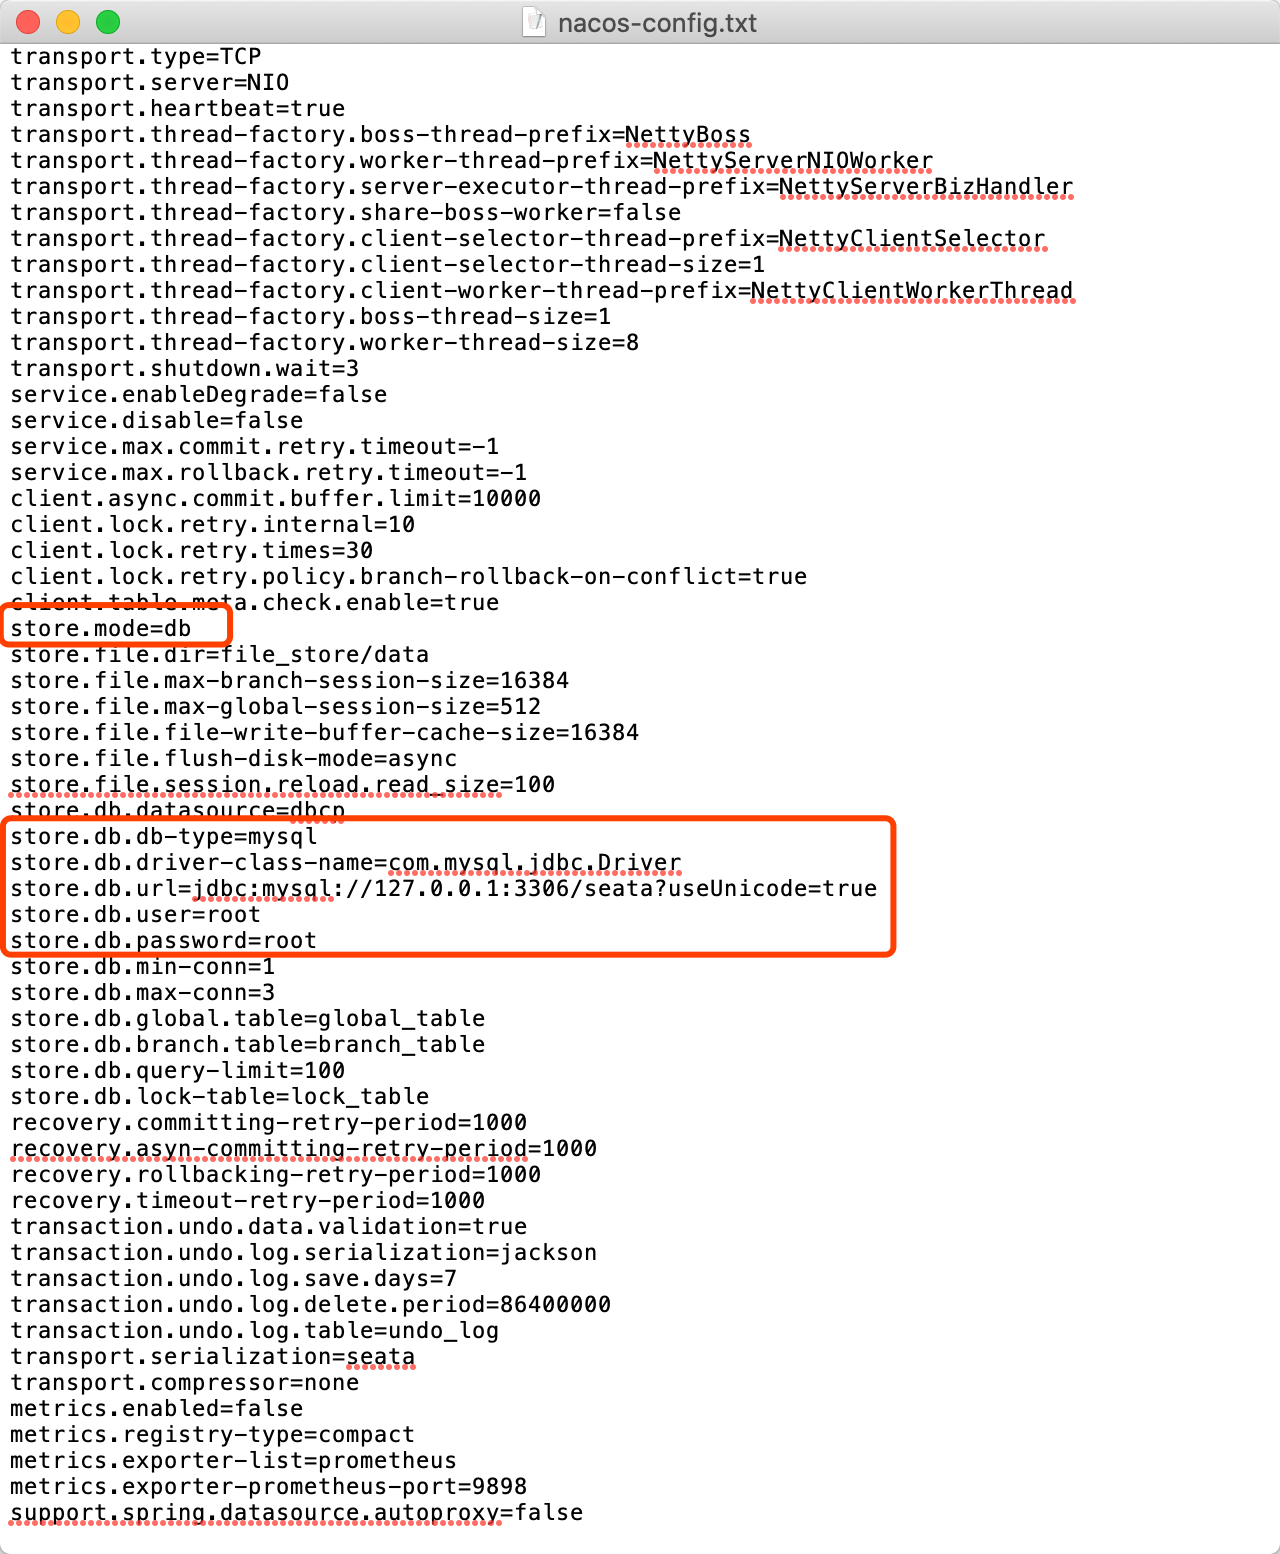 nacos-config.txt
transport.type=TCP
transport.server=NIO
transport.heartbeat=true
transport.thread-factory.boss-thread-prefix=NettyBoss
transport.thread-factory.worker-thread-prefix=NettyServerNIOWorker
transport.thread-factory.server-executor-thread-prefix=NettyServerBizHandler
transport.thread-factory.share-boss-worker=false
transport.thread-factory.client-selector-thread-prefix=NettyClientSelector
transport.thread-factory.client-selector-thread-size=1
transport.thread-factory.client-worker-thread-prefix=NettyClientWorkerThread
transport.thread-factory.boss-thread-size=1
transport.thread-factory.worker-thread-size=8
transport.shutdown.wait=3
service.enableDegrade=false
service.disable=false
service.max.commit.retry.timeout=-1
service.max.rollback.retry.timeout=-1
client.async.commit.buffer.limit=10000
client.lock.retry.internal=10
client.lock.retry.times=30
client.lock.retry.policy.branch-rollback-on-conflict=true
client.table.meta.check.enable=true
store.mode=db
store.file.dir=file_store/data
store.file.max-branch-session-size=16384
store.file.max-global-session-size=512
store.file.file-write-buffer-cache-size=16384
store.file.flush-disk-mode=async
store.file.session.reload.read_size=100
store.db.datasource=dbcp
store.db.db-type=mysql
store.db.driver-class-name=com.mysql.jdbc.Driver
store.db.url=jdbc:mysql://127.0.0.1:3306/seata?useUnicode=true
store.db.user=root
store.db.password=root
store.db.min-conn=1
store.db.max-conn=3
store.db.global.table=global_table
store.db.branch.table=branch_table
store.db.query-limit=100
store.db.lock-table=lock_table
recovery.committing-retry-period=1000
recovery.asyn-committing-retry-period=1000
recovery.rollbacking-retry-period=1000
recovery.timeout-retry-period=1000
transaction.undo.data.validation=true
transaction.undo.log.serialization=jackson
transaction.undo.log.save.days=7
transaction.undo.log.delete.period=86400000
transaction.undo.log.table=undo_log
transport.serialization=seata
transport.compressor=none
metrics.enabled=false
metrics.registry-type=compact
metrics.exporter-list=prometheus
metrics.exporter-prometheus-port=9898
support.spring.datasource.autoproxy=false